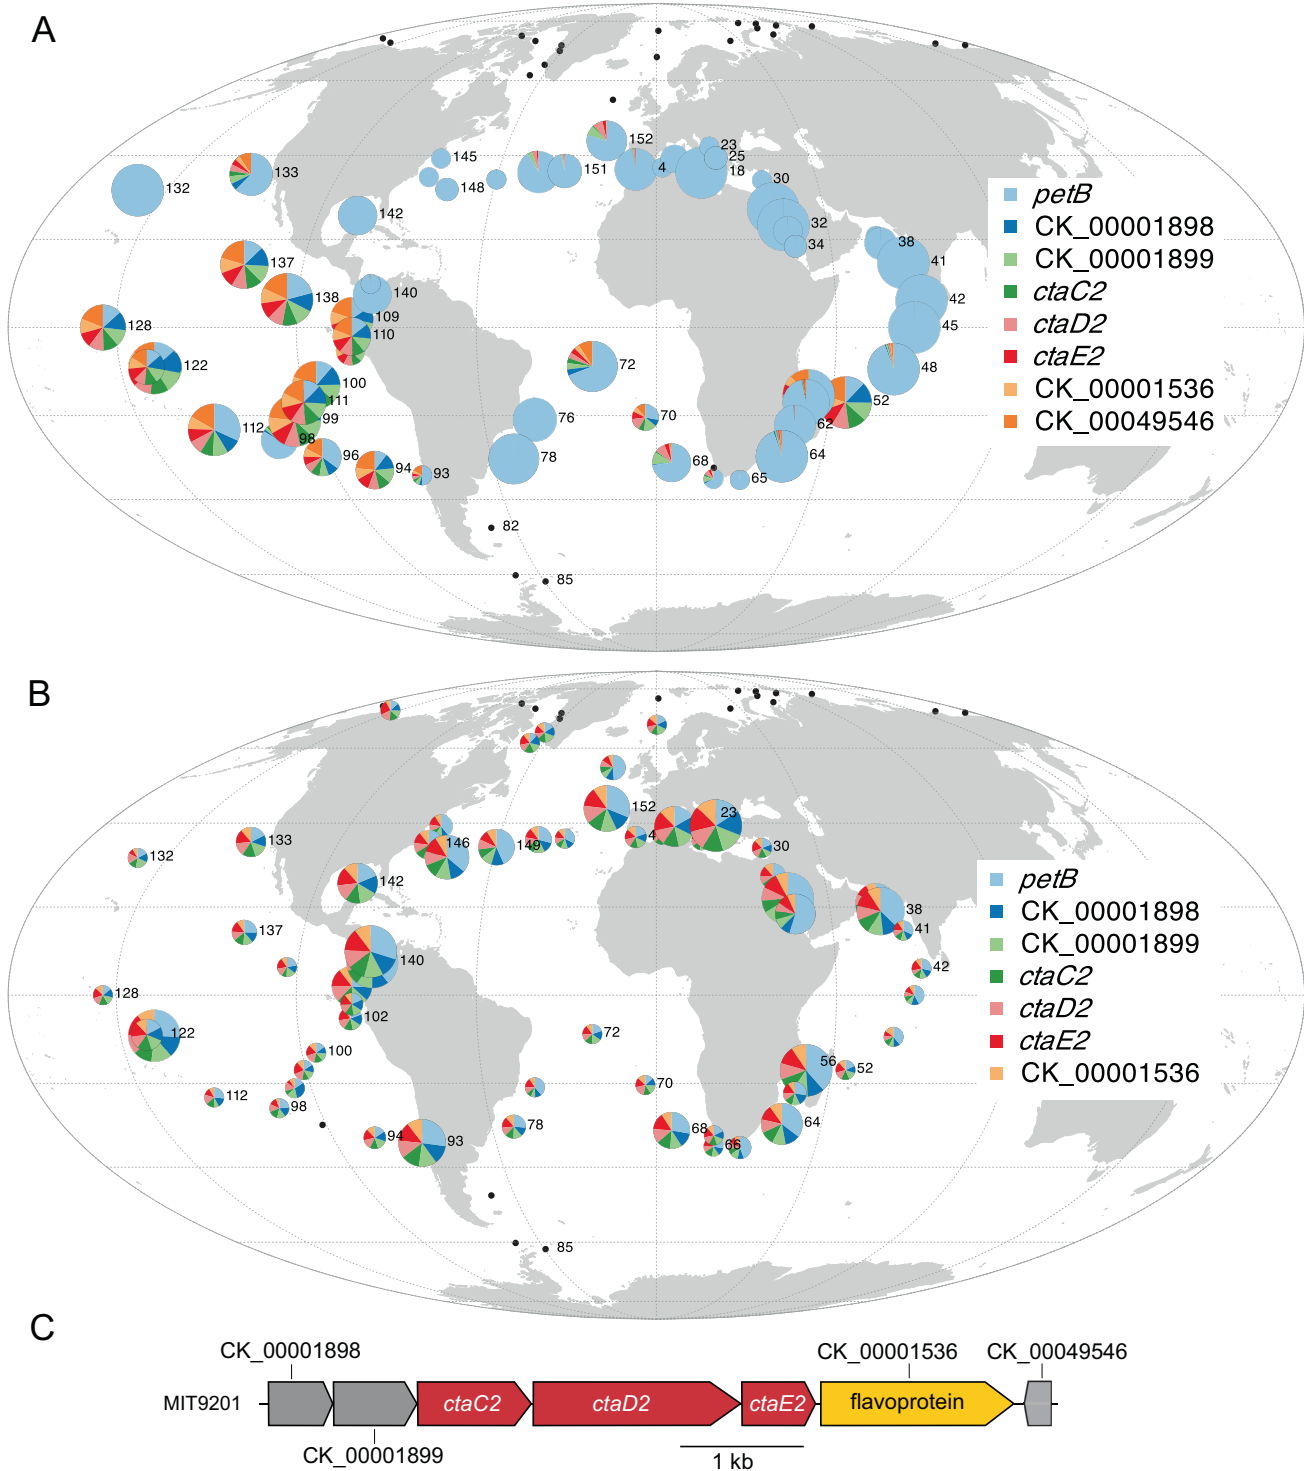 A
132
133
145
148
142
152
151
4
23
25
18
30
32
34
38
41
42
45
48
137
138
140
109
110
128
122
100
111
99
112
98
96
94
93
72
70
76
78
68
65
64
62
52
82
85
petB
CK_00001898
CK_00001899
ctaC2
ctaD2
ctaE2
CK_00001536
CK_00049546
B
132
133
146
149
142
152
4
23
30
38
41
42
137
140
128
122
102
100
112
98
94
93
72
70
78
68
66
64
56
52
85
petB
CK_00001898
CK_00001899
ctaC2
ctaD2
ctaE2
CK_00001536
C
CK_00001898
CK_00001536
CK_00049546
MIT9201
ctaC2
ctaD2
ctaE2
flavoprotein
CK_00001899
1 kb